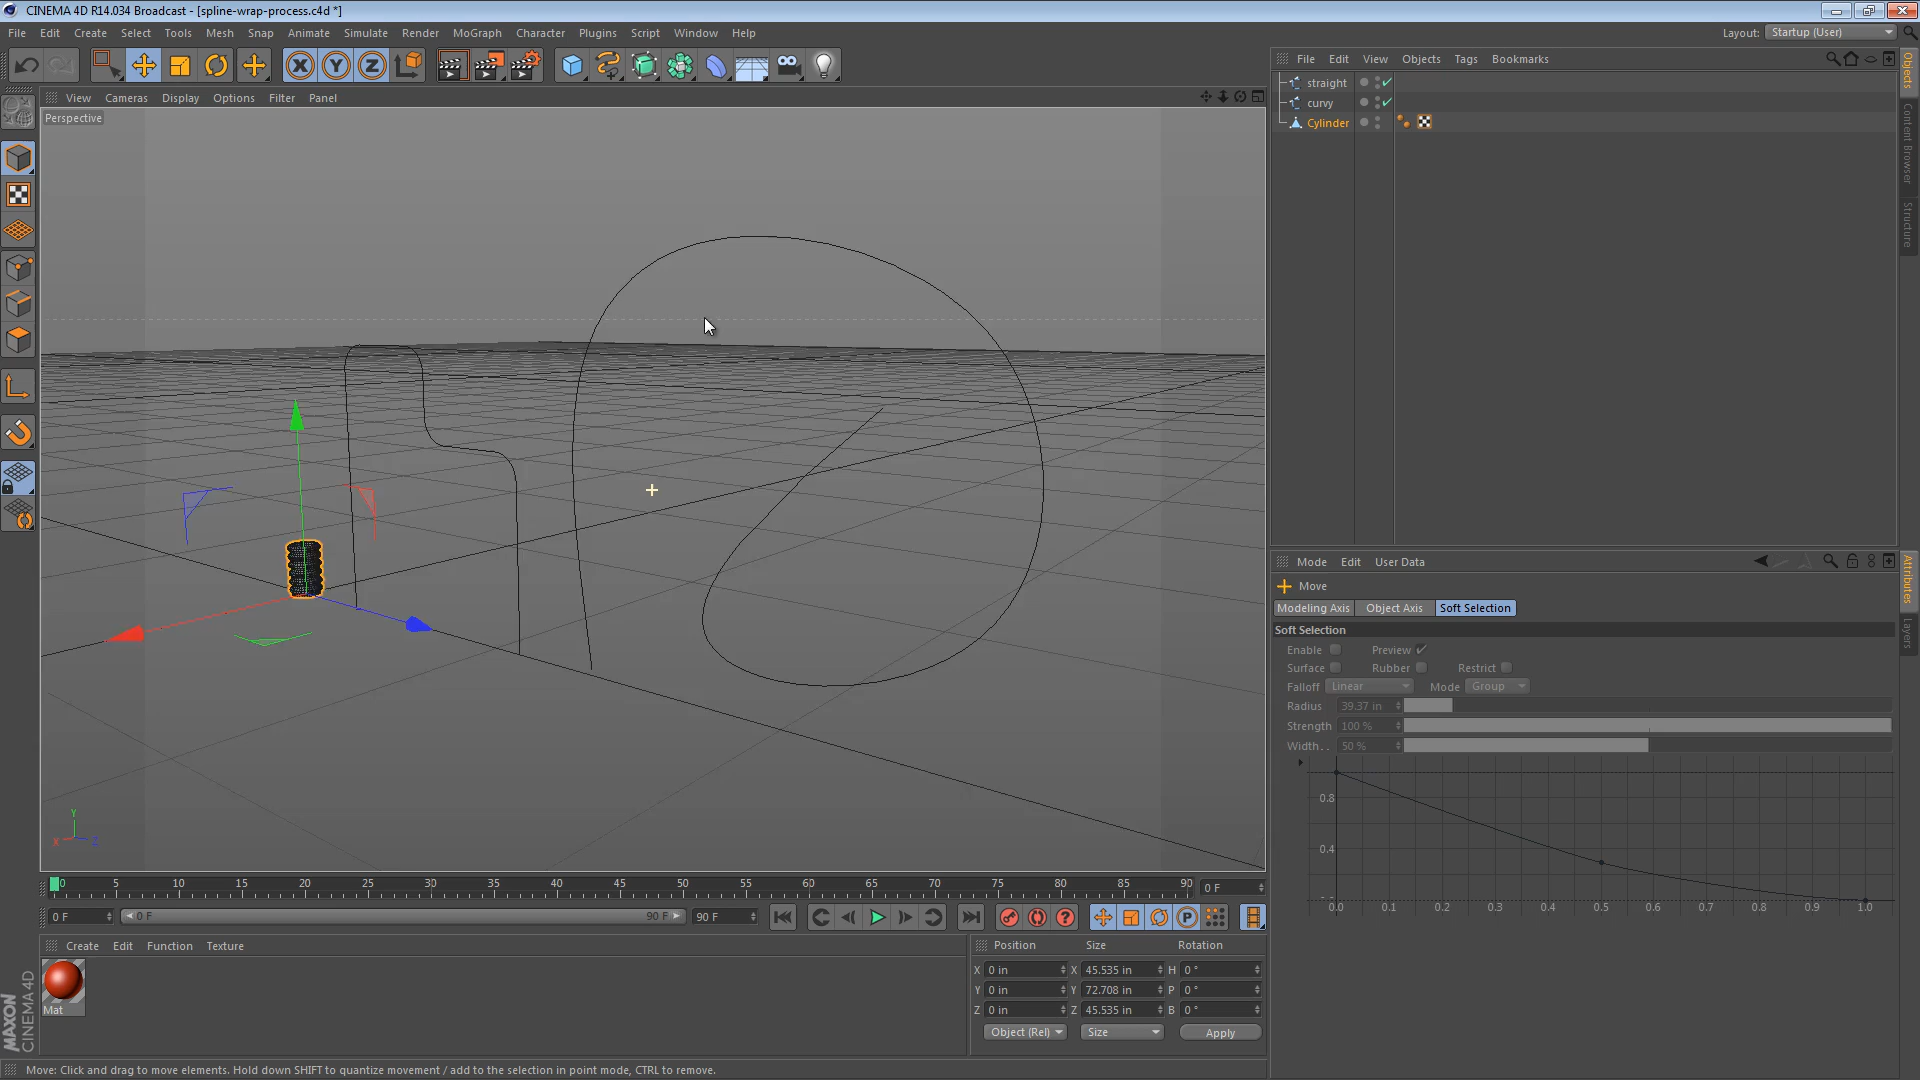 CINEMA 4D R14.034 Broadcast - [spline-wrap-process.c4d *]
File Edit Create Select Tools Mesh Snap Animate Simulate Render MoGraph Character Plugins Script Window Help
Layout: Startup (User)
View Cameras Display Options Filter Panel
Perspective
File Edit View Objects Tags Bookmarks
straight
curvy
Cylinder
Objects
Content Browser
Structure
Mode Edit User Data
Move
Modeling Axis Object Axis Soft Selection
Soft Selection
Enable Preview
Surface Rubber Restrict
Falloff Linear Mode Group
Radius 39.37 in
Strength 100 %
Width.. 50 %
0.8
0.4
0.0 0.1 0.2 0.3 0.4 0.5 0.6 0.7 0.8 0.9 1.0
Attributes
Layers
Y
X Z
0 5 10 15 20 25 30 35 40 45 50 55 60 65 70 75 80 85 90 0 F
0 F 0 F 90 F 90 F
Create Edit Function Texture
Mat
MAXON
CINEMA 4D
Position Size Rotation
X 0 in X 45.535 in H 0 °
Y 0 in Y 72.708 in P 0 °
Z 0 in Z 45.535 in B 0 °
Object (Rel) Size Apply
Move: Click and drag to move elements. Hold down SHIFT to quantize movement / add to the selection in point mode, CTRL to remove.